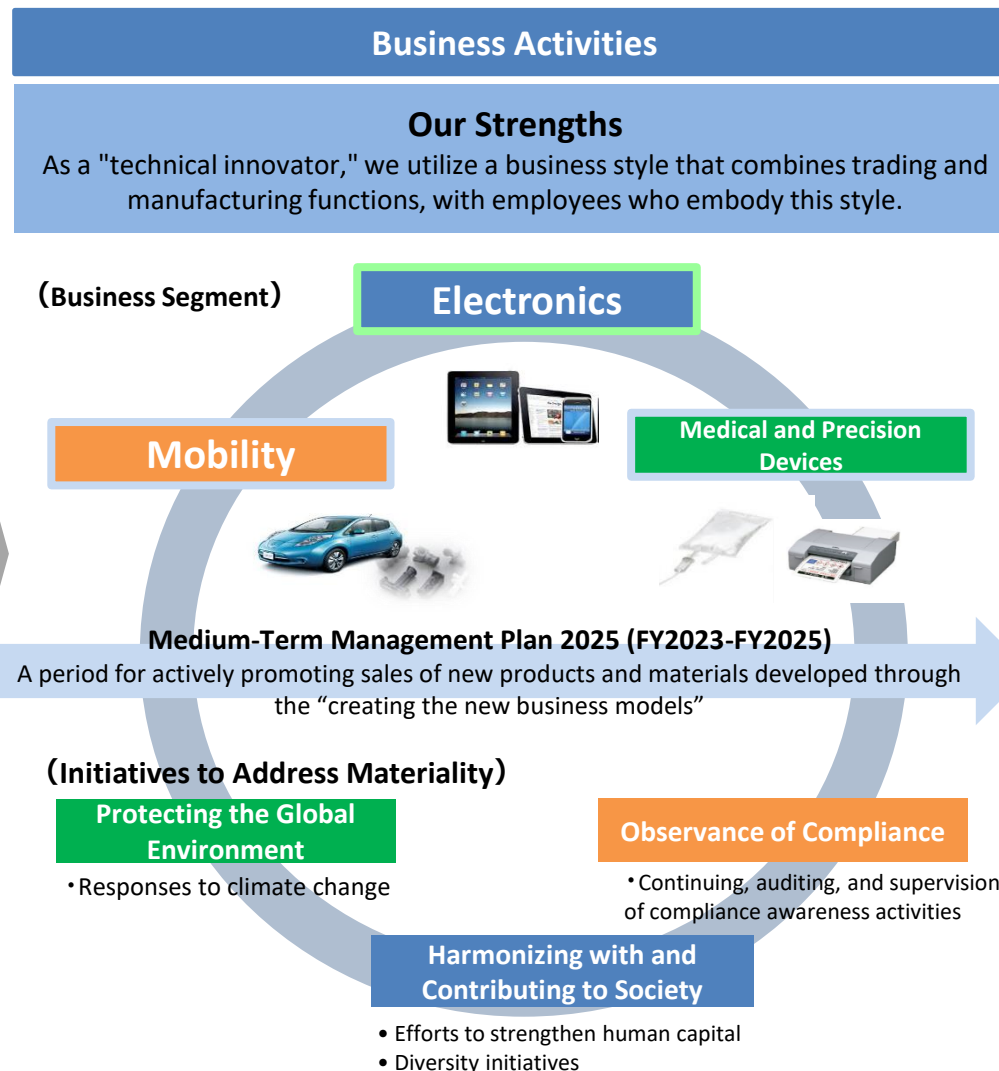 Business Activities
Our Strengths
As a "technical innovator," we utilize a business style that combines trading and
manufacturing functions, with employees who embody this style.
（Business Segment）
Electronics
Mobility
Medical and Precision
Devices
Medium-Term Management Plan 2025 (FY2023-FY2025)
A period for actively promoting sales of new products and materials developed through
the “creating the new business models”
（Initiatives to Address Materiality）
Protecting the Global
Environment
・Responses to climate change
Observance of Compliance
・Continuing, auditing, and supervision
of compliance awareness activities
Harmonizing with and
Contributing to Society
• Efforts to strengthen human capital
• Diversity initiatives